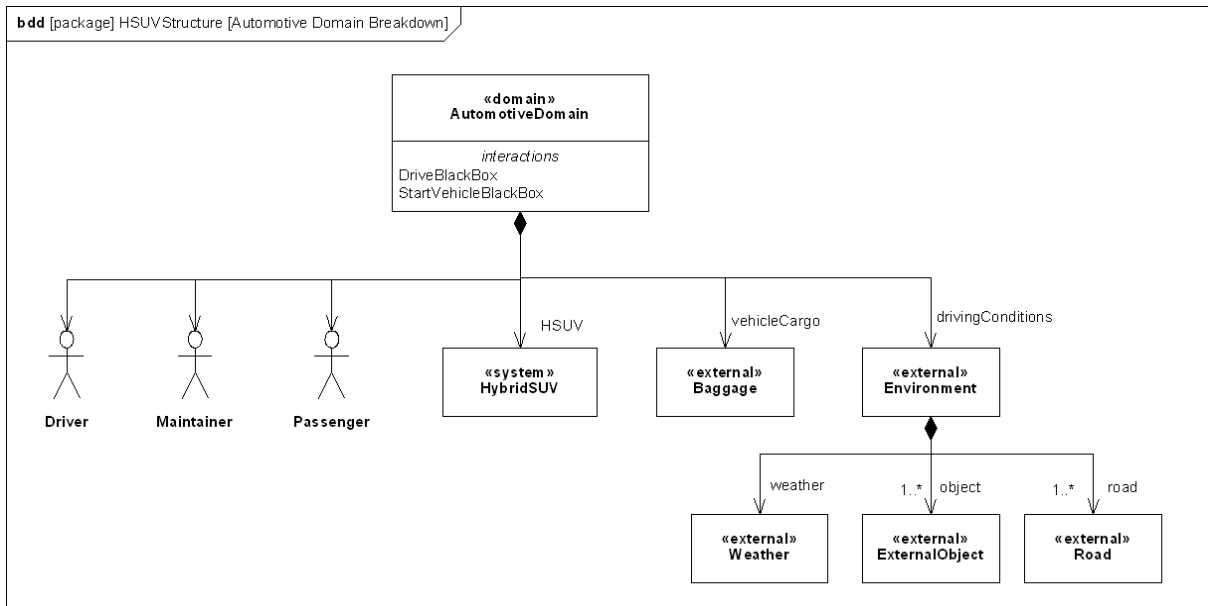 bdd [package] HSUVStructure [Automotive Domain Breakdown]
«domain»
AutomotiveDomain
interactions
DriveBlackBox
StartVehicleBlackBox
HSUV
vehicleCargo
drivingConditions
«system»
HybridSUV
«external»
Baggage
«external»
Environment
Driver
Maintainer
Passenger
weather
1..*
object
1..*
road
«external»
Weather
«external»
ExternalObject
«external»
Road